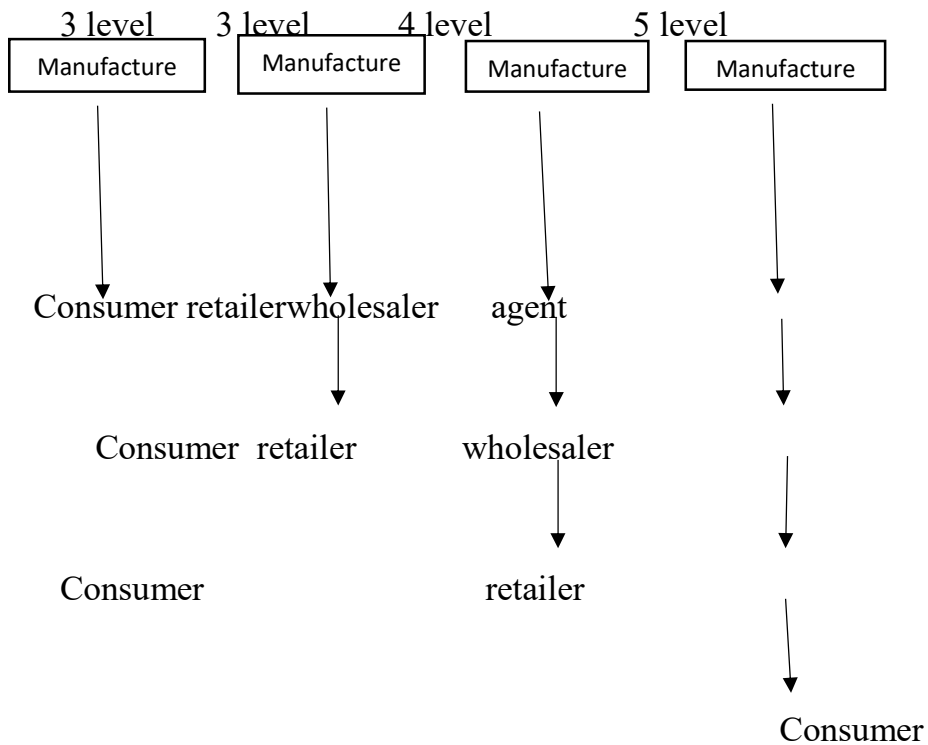 3 level 3 level 4 level 5 level
Manufacture Manufacture Manufacture Manufacture
Consumer retailerwholesaler agent
Consumer retailer wholesaler
Consumer retailer
Consumer